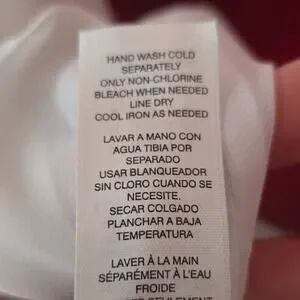 HAND WASH COLD
SEPARATELY
ONLY NON-CHLORINE
BLEACH WHEN NEEDED
LINE DRY
COOL IRON AS NEEDED
LAVAR A MANO CON
AGUA TIBIA POR
SEPARADO
USAR BLANQUEADOR
SIN CLORO CUANDO SE
NECESITE,
SECAR COLGADO
PLANCHAR A BAJA
TEMPERATURA
LAVER À LA MAIN
SÉPARÉMENT À L'EAU
FROIDE
SEULEMENT